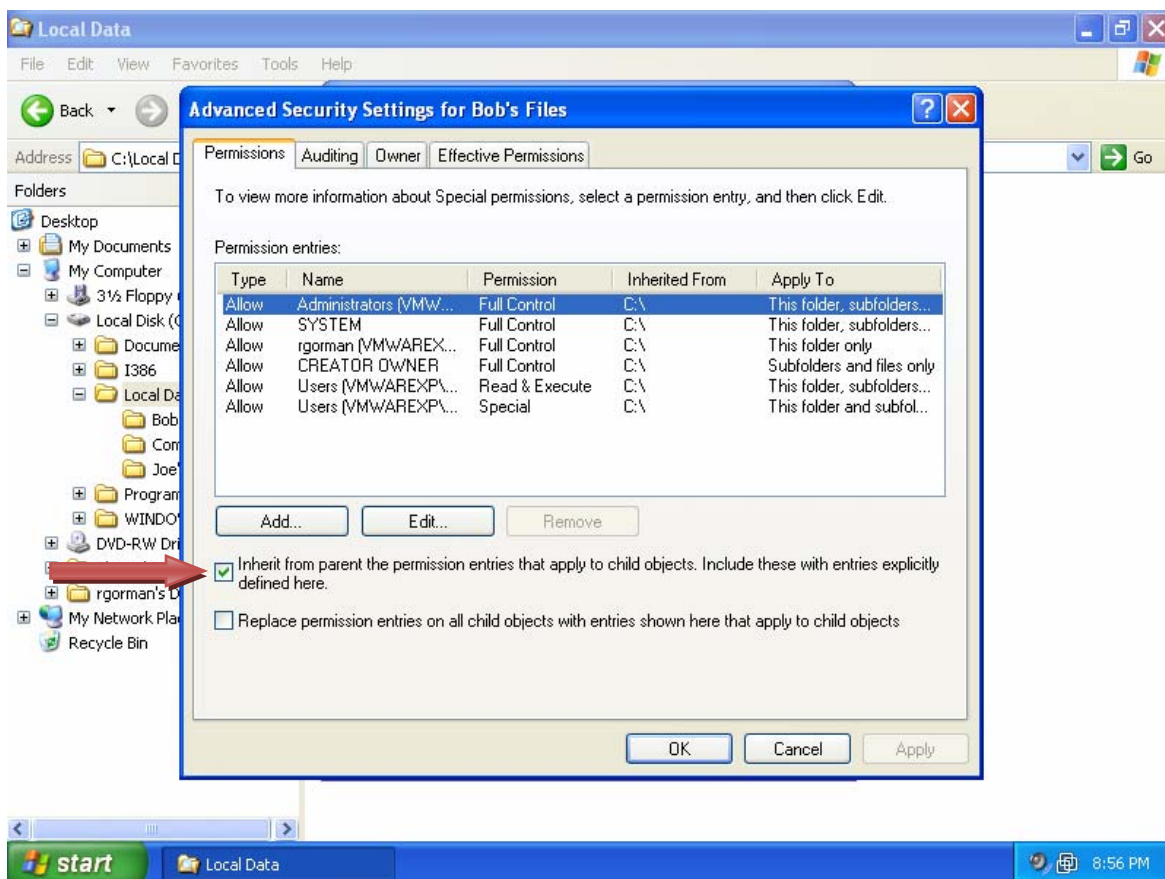 Local Data
File Edit View Favorites Tools Help
Back
Advanced Security Settings for Bob's Files
Address C:\Local D
Go
Permissions Auditing Owner Effective Permissions
Folders
To view more information about Special permissions, select a permission entry, and then click Edit.
Desktop
My Documents
My Computer
3½ Floppy
Local Disk (C
Docume
I386
Local Da
Bob
Com
Joe'
Program
WINDO
DVD-RW Dri
rgorman's D
My Network Pla
Recycle Bin
Permission entries:
Type Name Permission Inherited From Apply To
Allow Administrators (VMW... Full Control C:\ This folder, subfolders...
Allow SYSTEM Full Control C:\ This folder, subfolders...
Allow rgorman (VMWAREX... Full Control C:\ This folder only
Allow CREATOR OWNER Full Control C:\ Subfolders and files only
Allow Users (VMWAREXP\... Read & Execute C:\ This folder, subfolders...
Allow Users (VMWAREXP\... Special C:\ This folder and subfol...
Add... Edit... Remove
Inherit from parent the permission entries that apply to child objects. Include these with entries explicitly
defined here.
Replace permission entries on all child objects with entries shown here that apply to child objects
OK Cancel Apply
start Local Data 8:56 PM